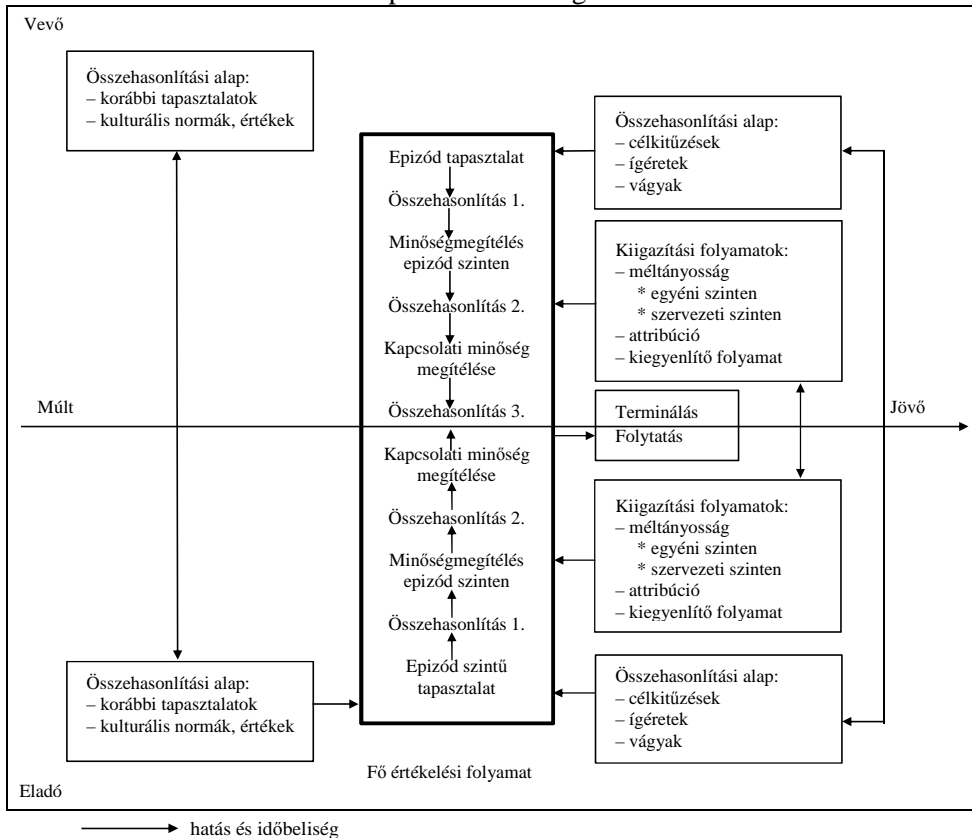 Vevő
Összehasonlítási alap:
– korábbi tapasztalatok
– kulturális normák, értékek
Epizód tapasztalat
Összehasonlítás 1.
Minőségmegítélés
epizód szinten
Összehasonlítás 2.
Kapcsolati minőség
megítélése
Összehasonlítás 3.
Kapcsolati minőség
megítélése
Összehasonlítás 2.
Minőségmegítélés
epizód szinten
Összehasonlítás 1.
Epizód szintű
tapasztalat
Összehasonlítási alap:
– célkitűzések
– ígéretek
– vágyak
Kiigazítási folyamatok:
– méltányosság
* egyéni szinten
* szervezeti szinten
– attribúció
– kiegyenlítő folyamat
Múlt
Terminálás
Folytatás
Jövő
Kiigazítási folyamatok:
– méltányosság
* egyéni szinten
* szervezeti szinten
– attribúció
– kiegyenlítő folyamat
Összehasonlítási alap:
– korábbi tapasztalatok
– kulturális normák, értékek
Összehasonlítási alap:
– célkitűzések
– ígéretek
– vágyak
Fő értékelési folyamat
Eladó
hatás és időbeliség